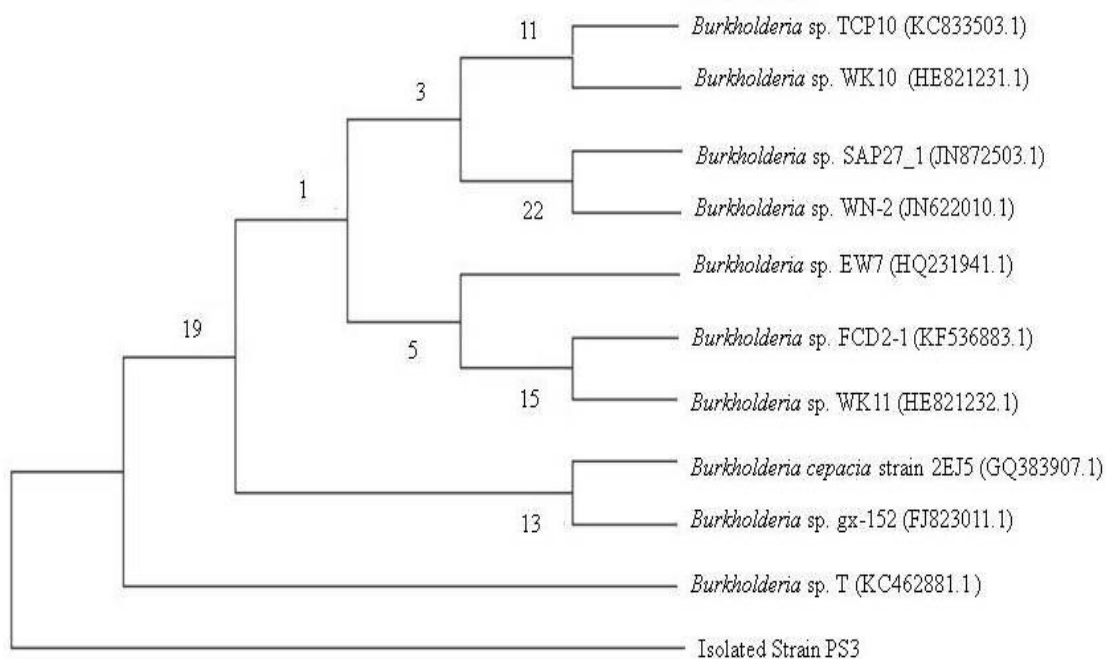 11
Burkholderia sp. TCP10 (KC833503.1)
3
Burkholderia sp. WK10 (HE821231.1)
Burkholderia sp. SAP27_1 (JN872503.1)
1
22
Burkholderia sp. WN-2 (JN622010.1)
Burkholderia sp. EW7 (HQ231941.1)
19
5
Burkholderia sp. FCD2-1 (KF536883.1)
15
Burkholderia sp. WK11 (HE821232.1)
Burkholderia cepacia strain 2EJ5 (GQ383907.1)
13
Burkholderia sp. gx-152 (FJ823011.1)
Burkholderia sp. T (KC462881.1)
Isolated Strain PS3